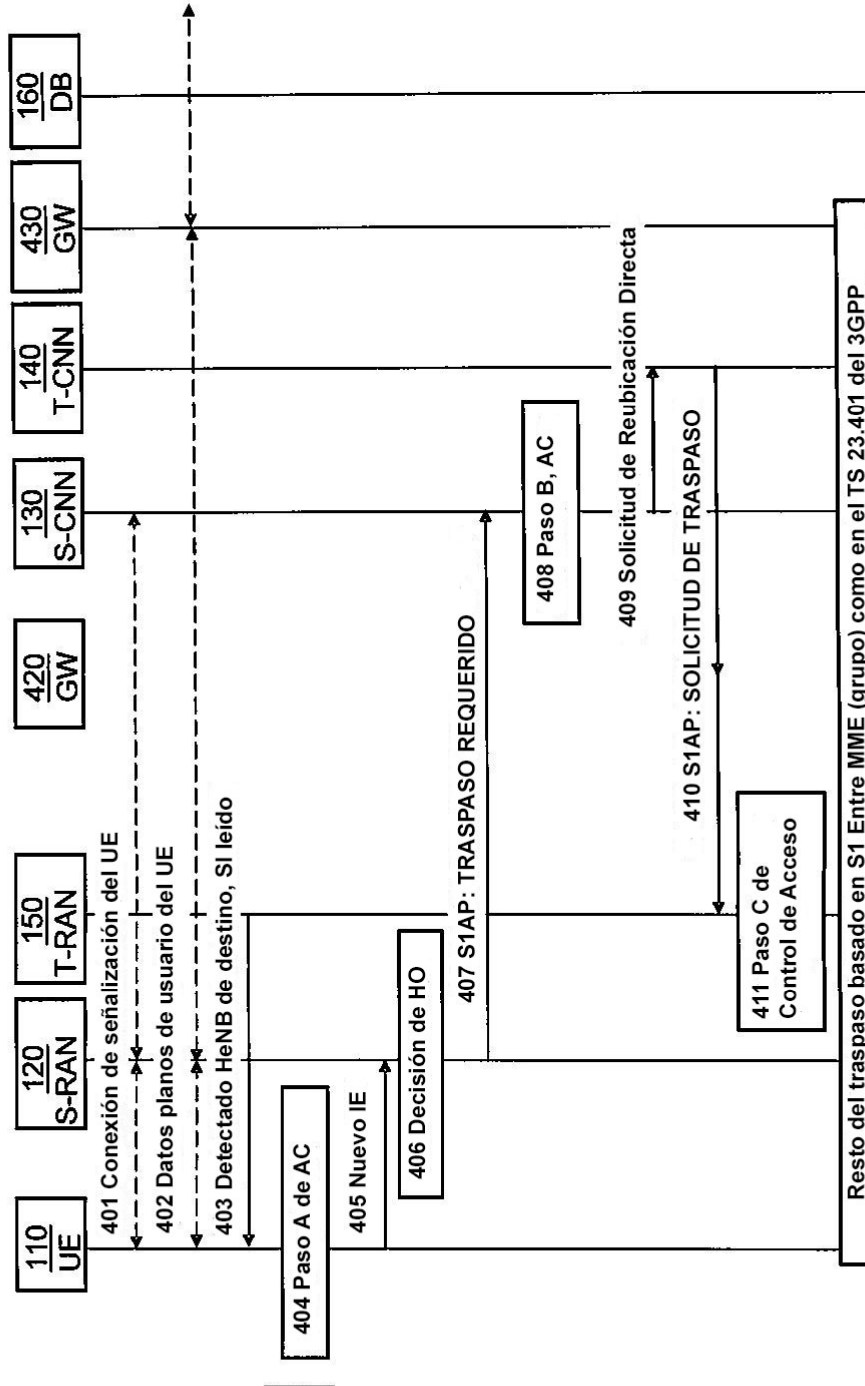 110
UE
120
S-RAN
150
T-RAN
420
GW
130
S-CNN
140
T-CNN
430
GW
160
DB
401 Conexión de señalización del UE
402 Datos planos de usuario del UE
403 Detectado HeNB de destino, SI leído
404 Paso A de AC
405 Nuevo IE
406 Decisión de HO
407 S1AP: TRASPASO REQUERIDO
408 Paso B, AC
409 Solicitud de Reubicación Directa
410 S1AP: SOLICITUD DE TRASPASO
411 Paso C de
Control de Acceso
Resto del traspaso basado en S1 Entre MME (grupo) como en el TS 23.401 del 3GPP